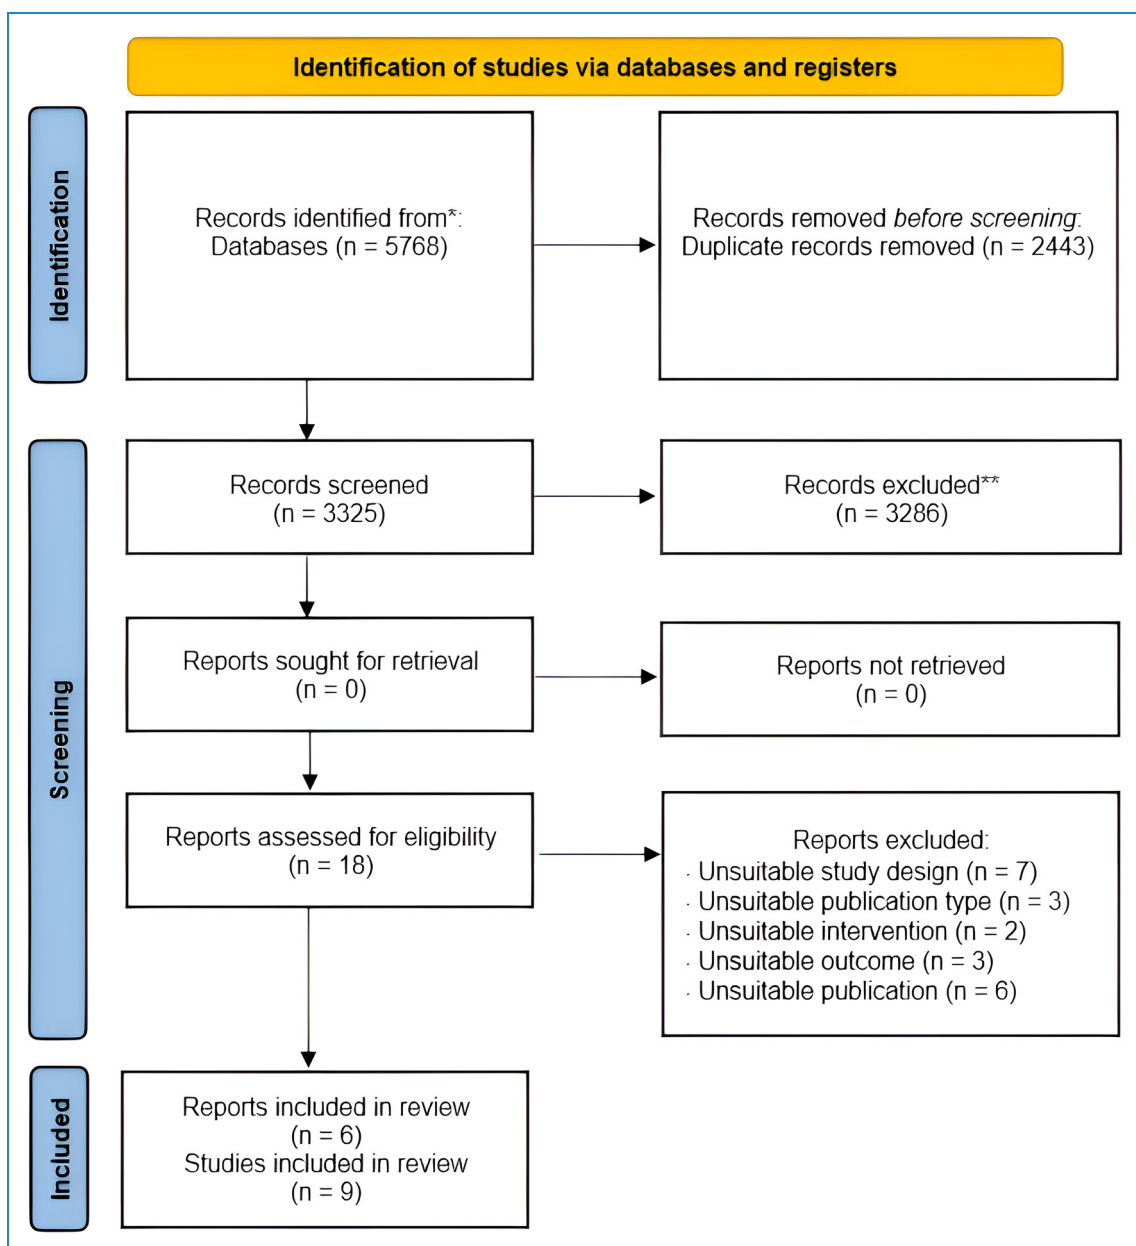 Identification of studies via databases and registers
Identification
Records identified from*:
Databases (n = 5768)
Records removed before screening:
Duplicate records removed (n = 2443)
Screening
Records screened
(n = 3325)
Records excluded**
(n = 3286)
Reports sought for retrieval
(n = 0)
Reports not retrieved
(n = 0)
Reports assessed for eligibility
(n = 18)
Reports excluded:
· Unsuitable study design (n = 7)
· Unsuitable publication type (n = 3)
· Unsuitable intervention (n = 2)
· Unsuitable outcome (n = 3)
· Unsuitable publication (n = 6)
Included
Reports included in review
(n = 6)
Studies included in review
(n = 9)